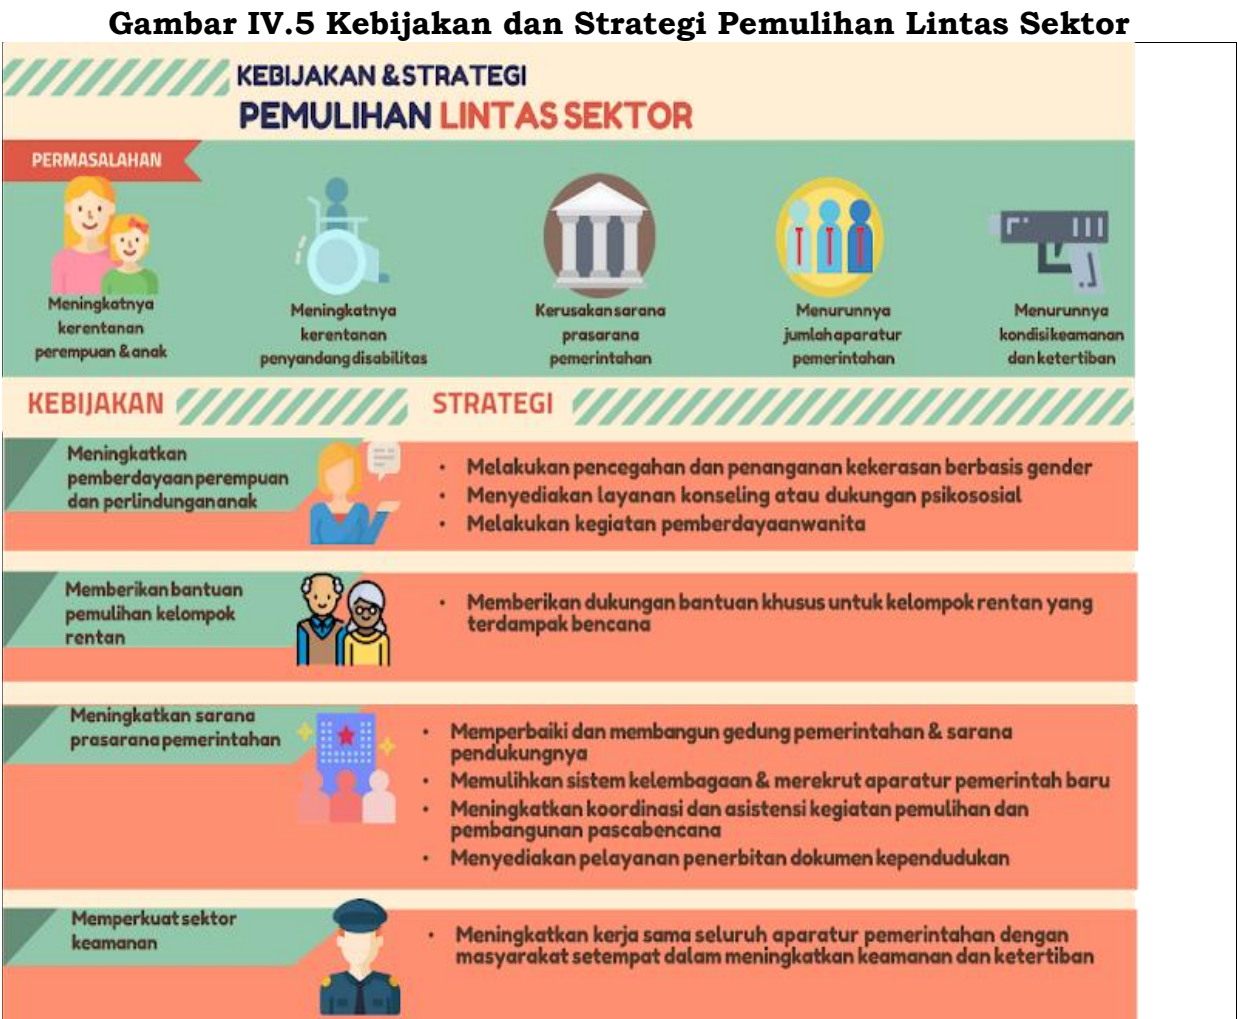 Gambar IV.5 Kebijakan dan Strategi Pemulihan Lintas Sektor
KEBIJAKAN & STRATEGI
PEMULIHAN LINTAS SEKTOR
PERMASALAHAN
Meningkatnya
kerentanan
perempuan & anak
Meningkatnya
kerentanan
penyandang disabilitas
Kerusakan sarana
prasarana
pemerintahan
Menurunnya
jumlah aparatur
pemerintahan
Menurunnya
kondisi keamanan
dan ketertiban
KEBIJAKAN
STRATEGI
Meningkatkan
pemberdayaan perempuan
dan perlindungan anak
• Melakukan pencegahan dan penanganan kekerasan berbasis gender
• Menyediakan layanan konseling atau dukungan psikososial
• Melakukan kegiatan pemberdayaan wanita
Memberikan bantuan
pemulihan kelompok
rentan
• Memberikan dukungan bantuan khusus untuk kelompok rentan yang
terdampak bencana
Meningkatkan sarana
prasarana pemerintahan
• Memperbaiki dan membangun gedung pemerintahan & sarana
pendukungnya
• Memulihkan sistem kelembagaan & merekrut aparatur pemerintah baru
• Meningkatkan koordinasi dan asistensi kegiatan pemulihan dan
pembangunan pascabencana
• Menyediakan pelayanan penerbitan dokumen kependudukan
Memperkuat sektor
keamanan
• Meningkatkan kerja sama seluruh aparatur pemerintahan dengan
masyarakat setempat dalam meningkatkan keamanan dan ketertiban